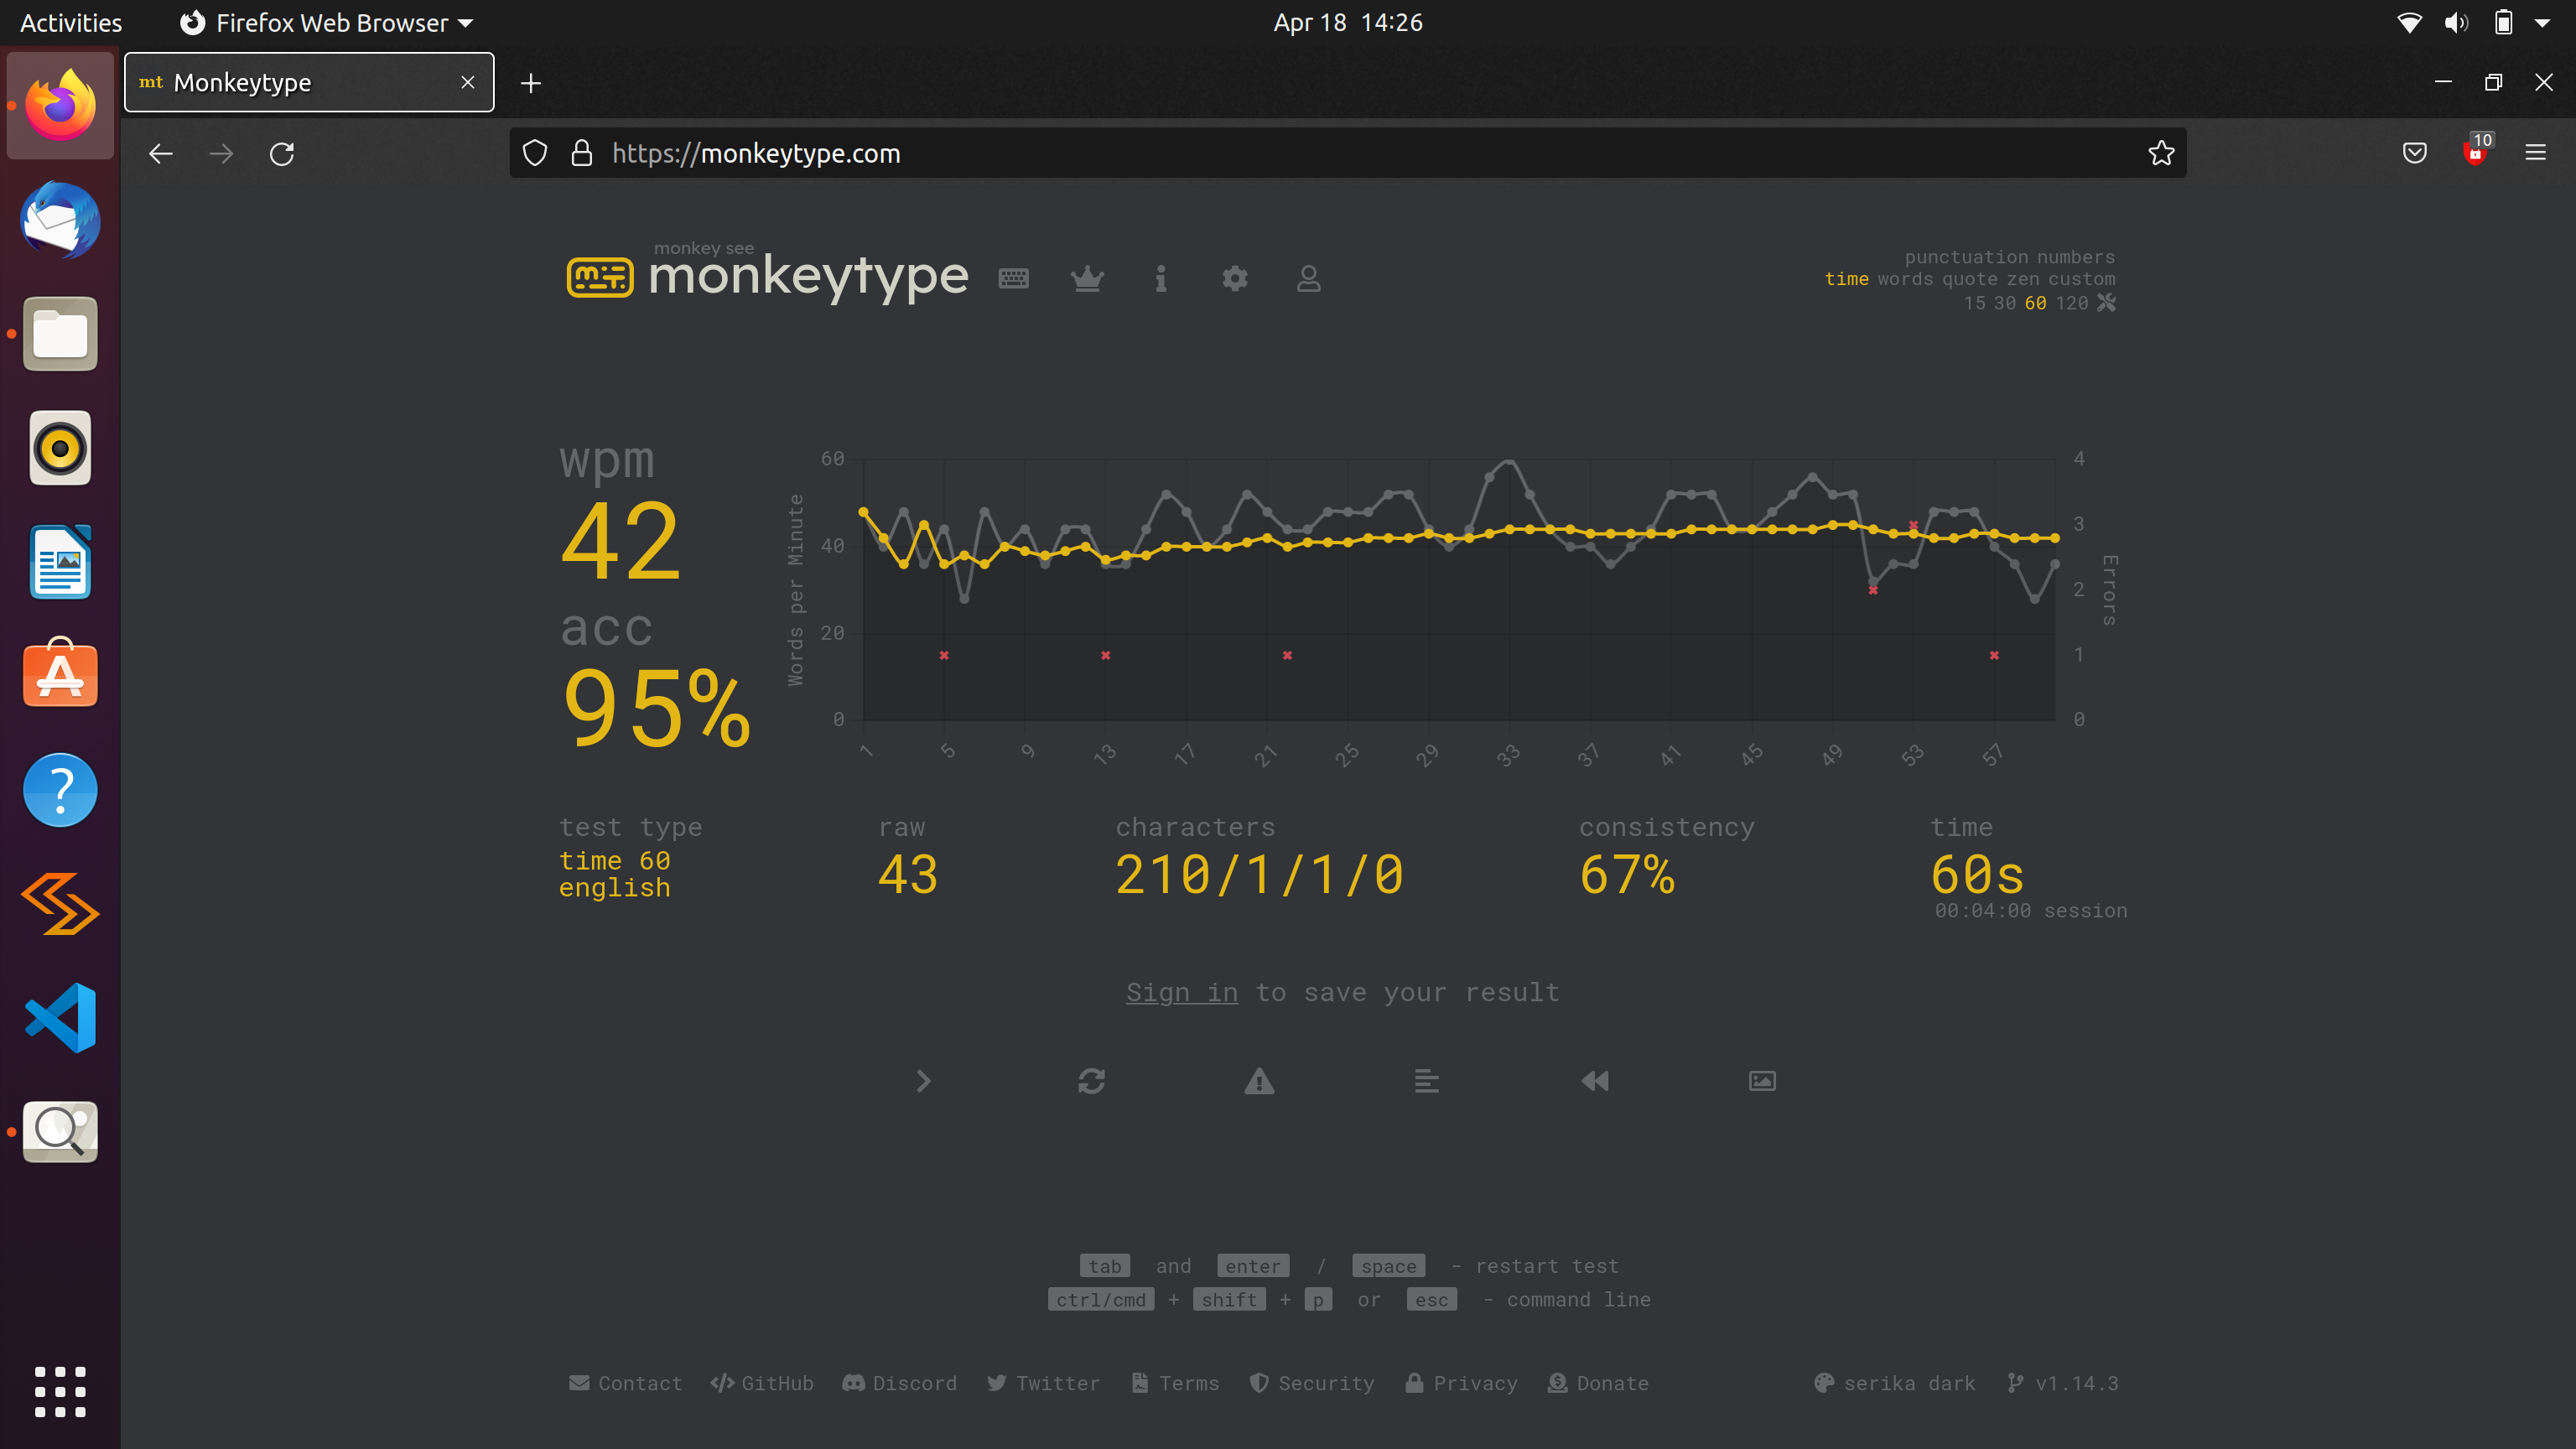 Activities Firefox Web Browser Apr 18 14:26
mt Monkeytype
https://monkeytype.com
10
monkey see
monkeytype
punctuation numbers
time words quote zen custom
15 30 60 120
wpm
42
acc
95%
Words per Minute
60
40
20
0
1 5 9 13 17 21 25 29 33 37 41 45 49 53 57
4
3
2
1
0
Errors
test type
time 60
english
raw
43
characters
210/1/1/0
consistency
67%
time
60s
00:04:00 session
Sign in to save your result
tab and enter / space - restart test
ctrl/cmd + shift + p or esc - command line
Contact GitHub Discord Twitter Terms Security Privacy Donate serika dark v1.14.3